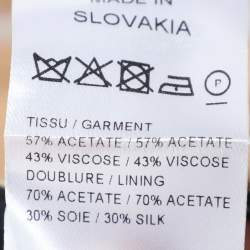 MADE IN
SLOVAKIA
P
TISSU / GARMENT
57% ACETATE / 57% ACETATE
43% VISCOSE / 43% VISCOSE
DOUBLURE / LINING
70% ACETATE / 70% ACETATE
30% SOIE / 30% SILK